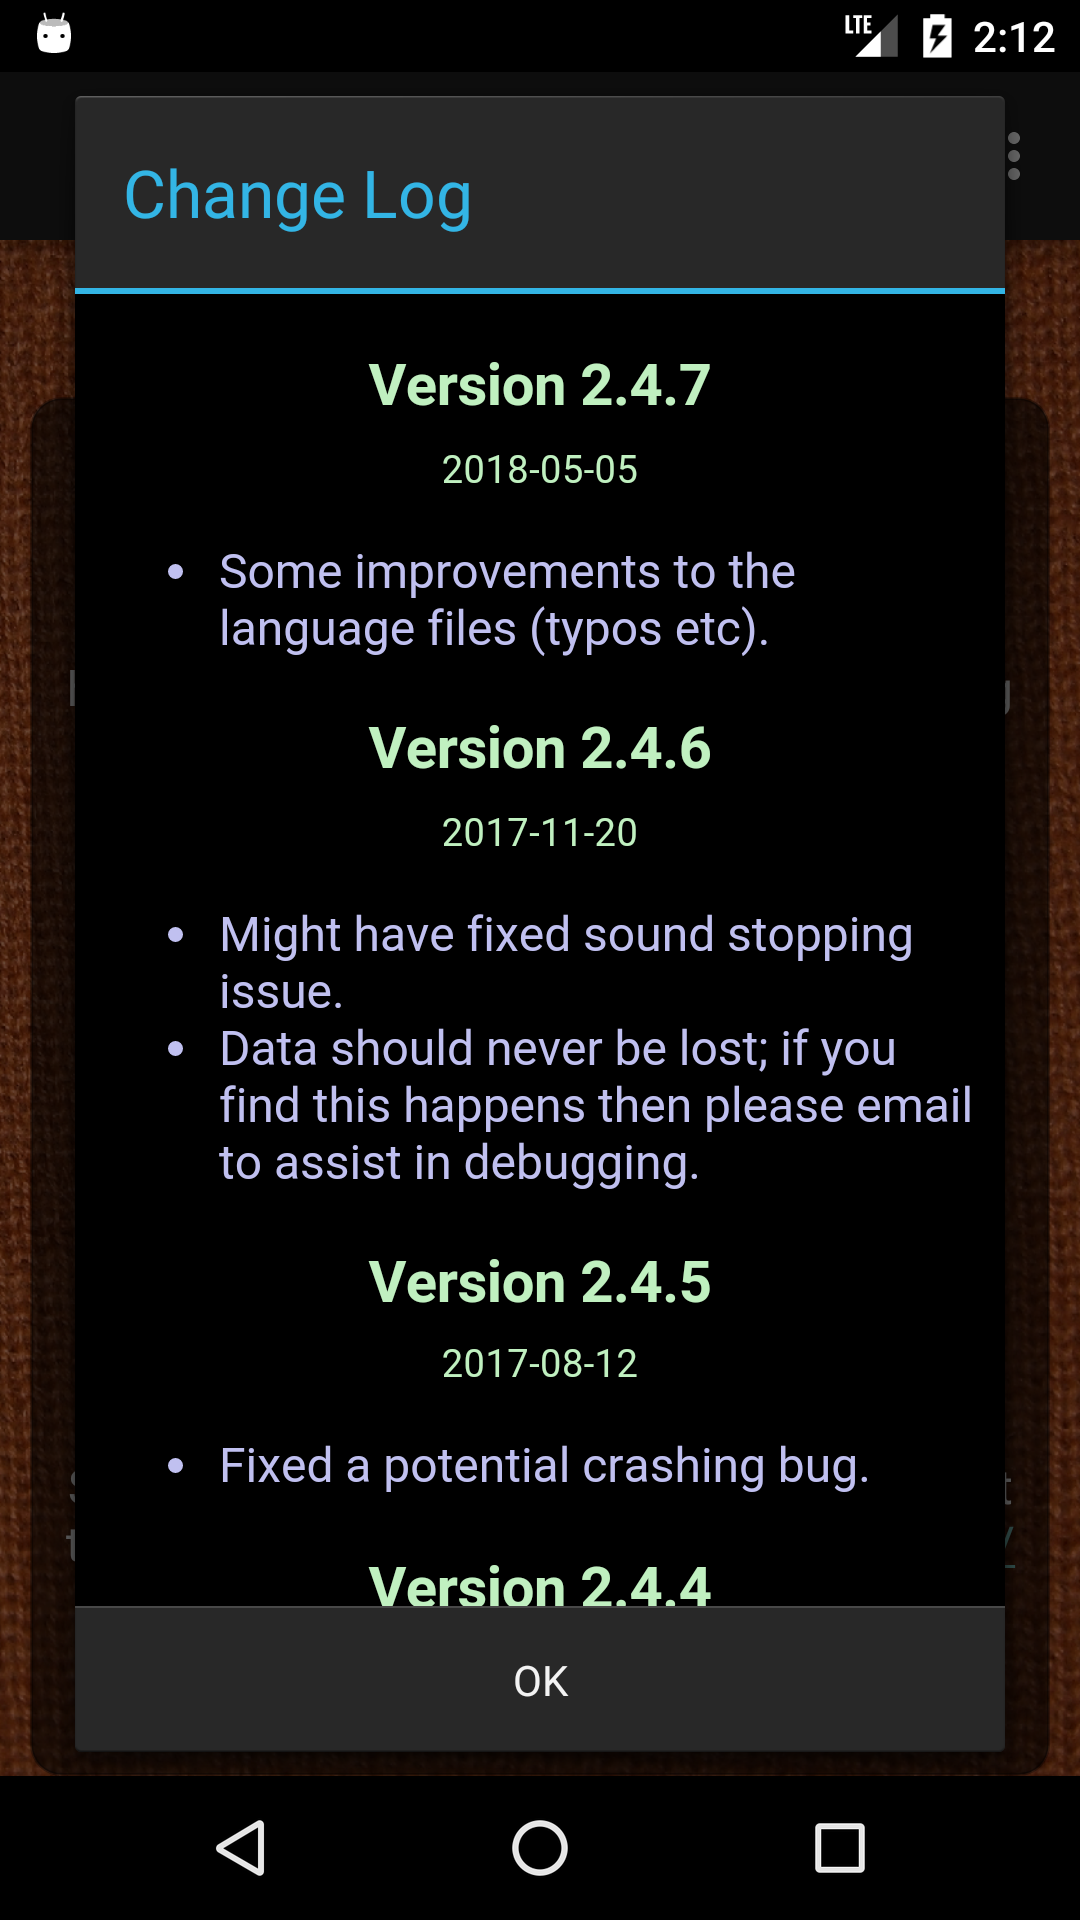 LTE 2:12
Change Log
Version 2.4.7
2018-05-05
• Some improvements to the
language files (typos etc).
Version 2.4.6
2017-11-20
• Might have fixed sound stopping
issue.
• Data should never be lost; if you
find this happens then please email
to assist in debugging.
Version 2.4.5
2017-08-12
• Fixed a potential crashing bug.
Version 2.4.4
OK